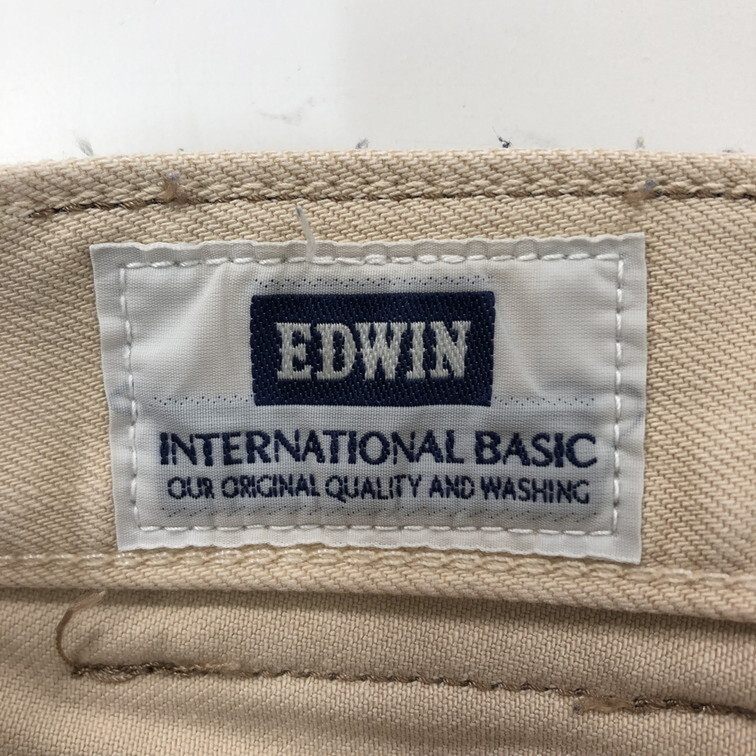 EDWIN
INTERNATIONAL BASIC
OUR ORIGINAL QUALITY AND WASHING